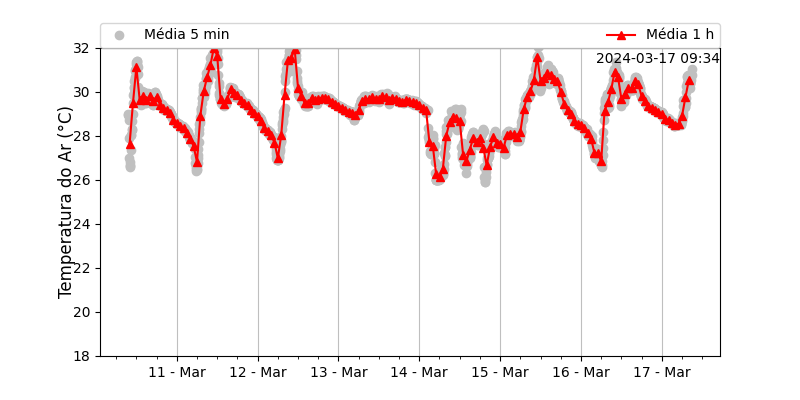 Média 5 min
Média 1 h
2024-03-17 09:34
Temperatura do Ar (°C)
32
30
28
26
24
22
20
18
11 - Mar
12 - Mar
13 - Mar
14 - Mar
15 - Mar
16 - Mar
17 - Mar